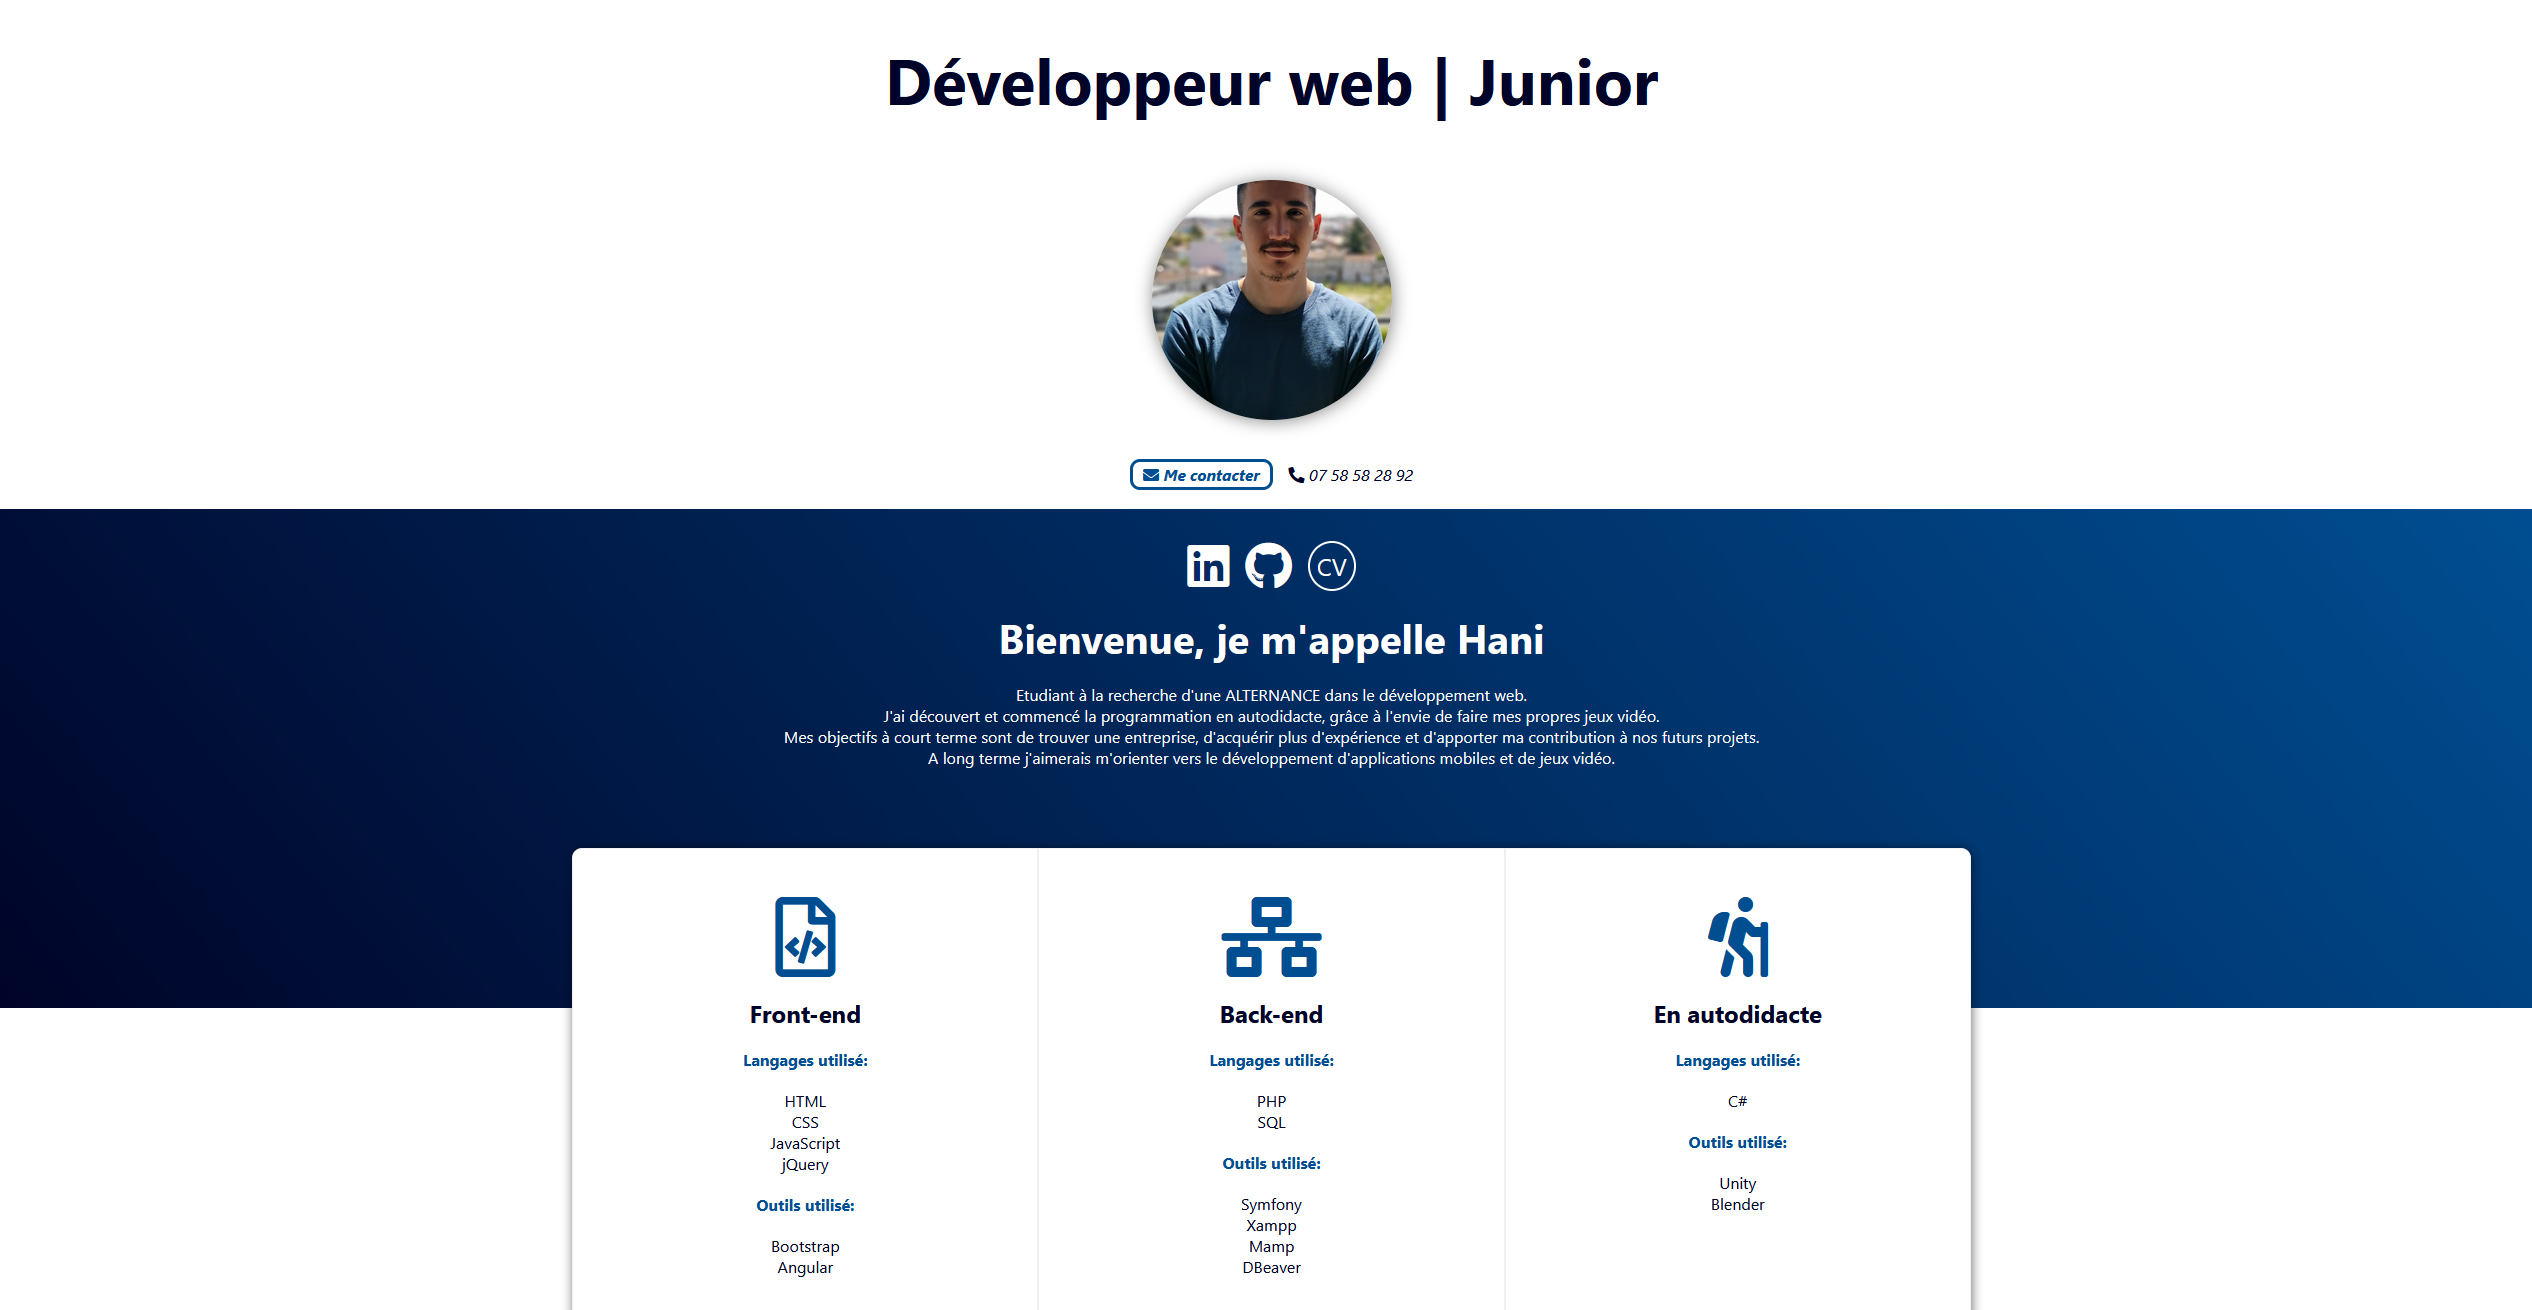 Développeur web | Junior
Me contacter 07 58 58 28 92
in CV
Bienvenue, je m'appelle Hani
Etudiant à la recherche d'une ALTERNANCE dans le développement web.
J'ai découvert et commencé la programmation en autodidacte, grâce à l'envie de faire mes propres jeux vidéo.
Mes objectifs à court terme sont de trouver une entreprise, d'acquérir plus d'expérience et d'apporter ma contribution à nos futurs projets.
A long terme j'aimerais m'orienter vers le développement d'applications mobiles et de jeux vidéo.
Front-end
Langages utilisé:
HTML
CSS
JavaScript
jQuery
Outils utilisé:
Bootstrap
Angular
Back-end
Langages utilisé:
PHP
SQL
Outils utilisé:
Symfony
Xampp
Mamp
DBeaver
En autodidacte
Langages utilisé:
C#
Outils utilisé:
Unity
Blender